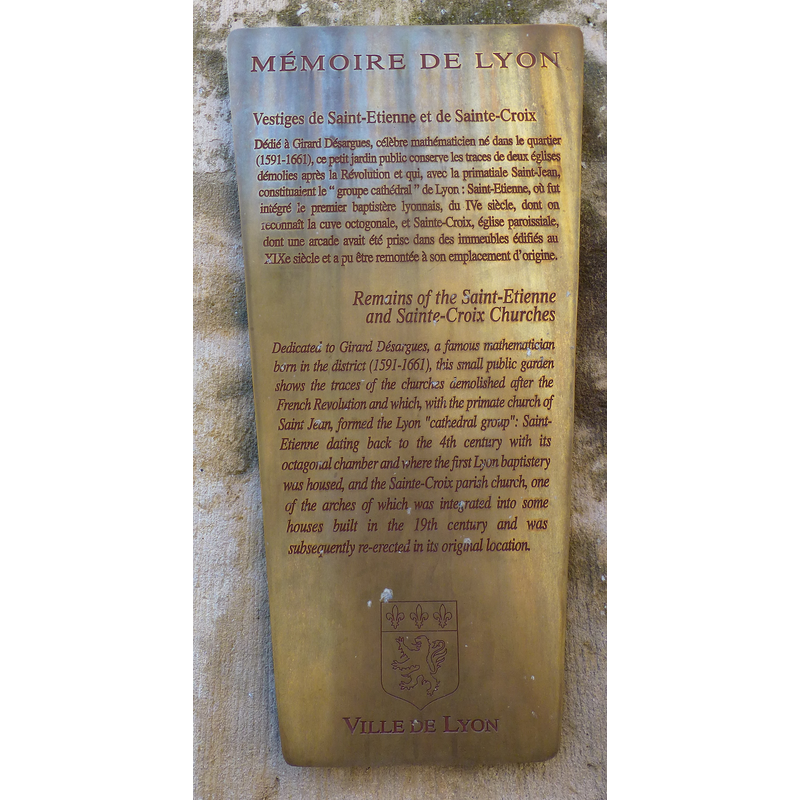 MÉMOIRE DE LYON
Vestiges de Saint-Etienne et de Sainte-Croix
Dédié à Girard Désargues, célèbre mathématicien né dans le quartier
(1591-1661), ce petit jardin public conserve les traces de deux églises
démolies après la Révolution et qui, avec la primatiale Saint-Jean,
constituaient le “ groupe cathédral ” de Lyon : Saint-Etienne, où fut
intégré le premier baptistère lyonnais, du IVe siècle, dont on
reconnaît la cuve octogonale, et Sainte-Croix, église paroissiale,
dont une arcade avait été prise dans des immeubles édifiés au
XIXe siècle et a pu être remontée à son emplacement d'origine.
Remains of the Saint-Etienne
and Sainte-Croix Churches
Dedicated to Girard Désargues, a famous mathematician
born in the district (1591-1661), this small public garden
shows the traces of the churches demolished after the
French Revolution and which, with the primate church of
Saint Jean, formed the Lyon "cathedral group": Saint-
Etienne dating back to the 4th century with its
octagonal chamber and where the first Lyon baptistery
was housed, and the Sainte-Croix parish church, one
of the arches of which was integrated into some
houses built in the 19th century and was
subsequently re-erected in its original location.
VILLE DE LYON